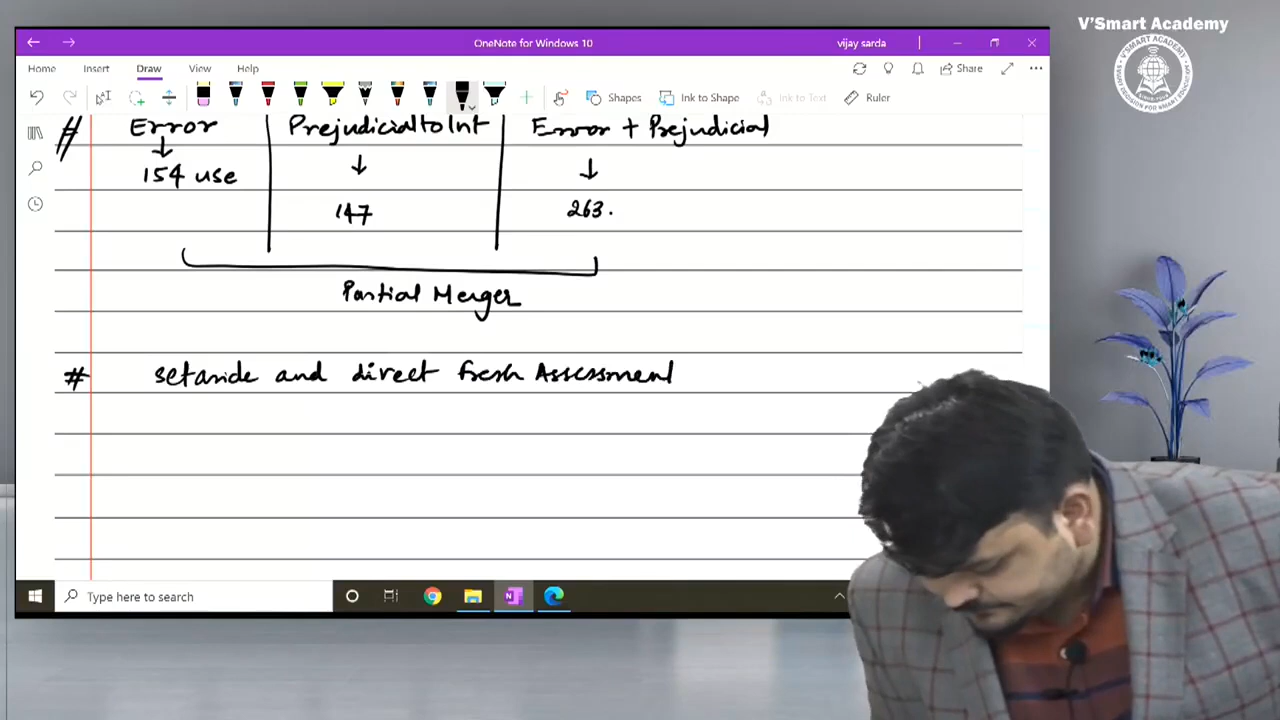 V'Smart Academy
OneNote for Windows 10
vijay sarda
Home Insert Draw View Help
Share
Shapes Ink to Shape Ink to Text Ruler
# Error Prejudicial to Int Error + Prejudicial
154 use
147 263.
Partial Merger
# setaside and direct fresh Assessment
Type here to search